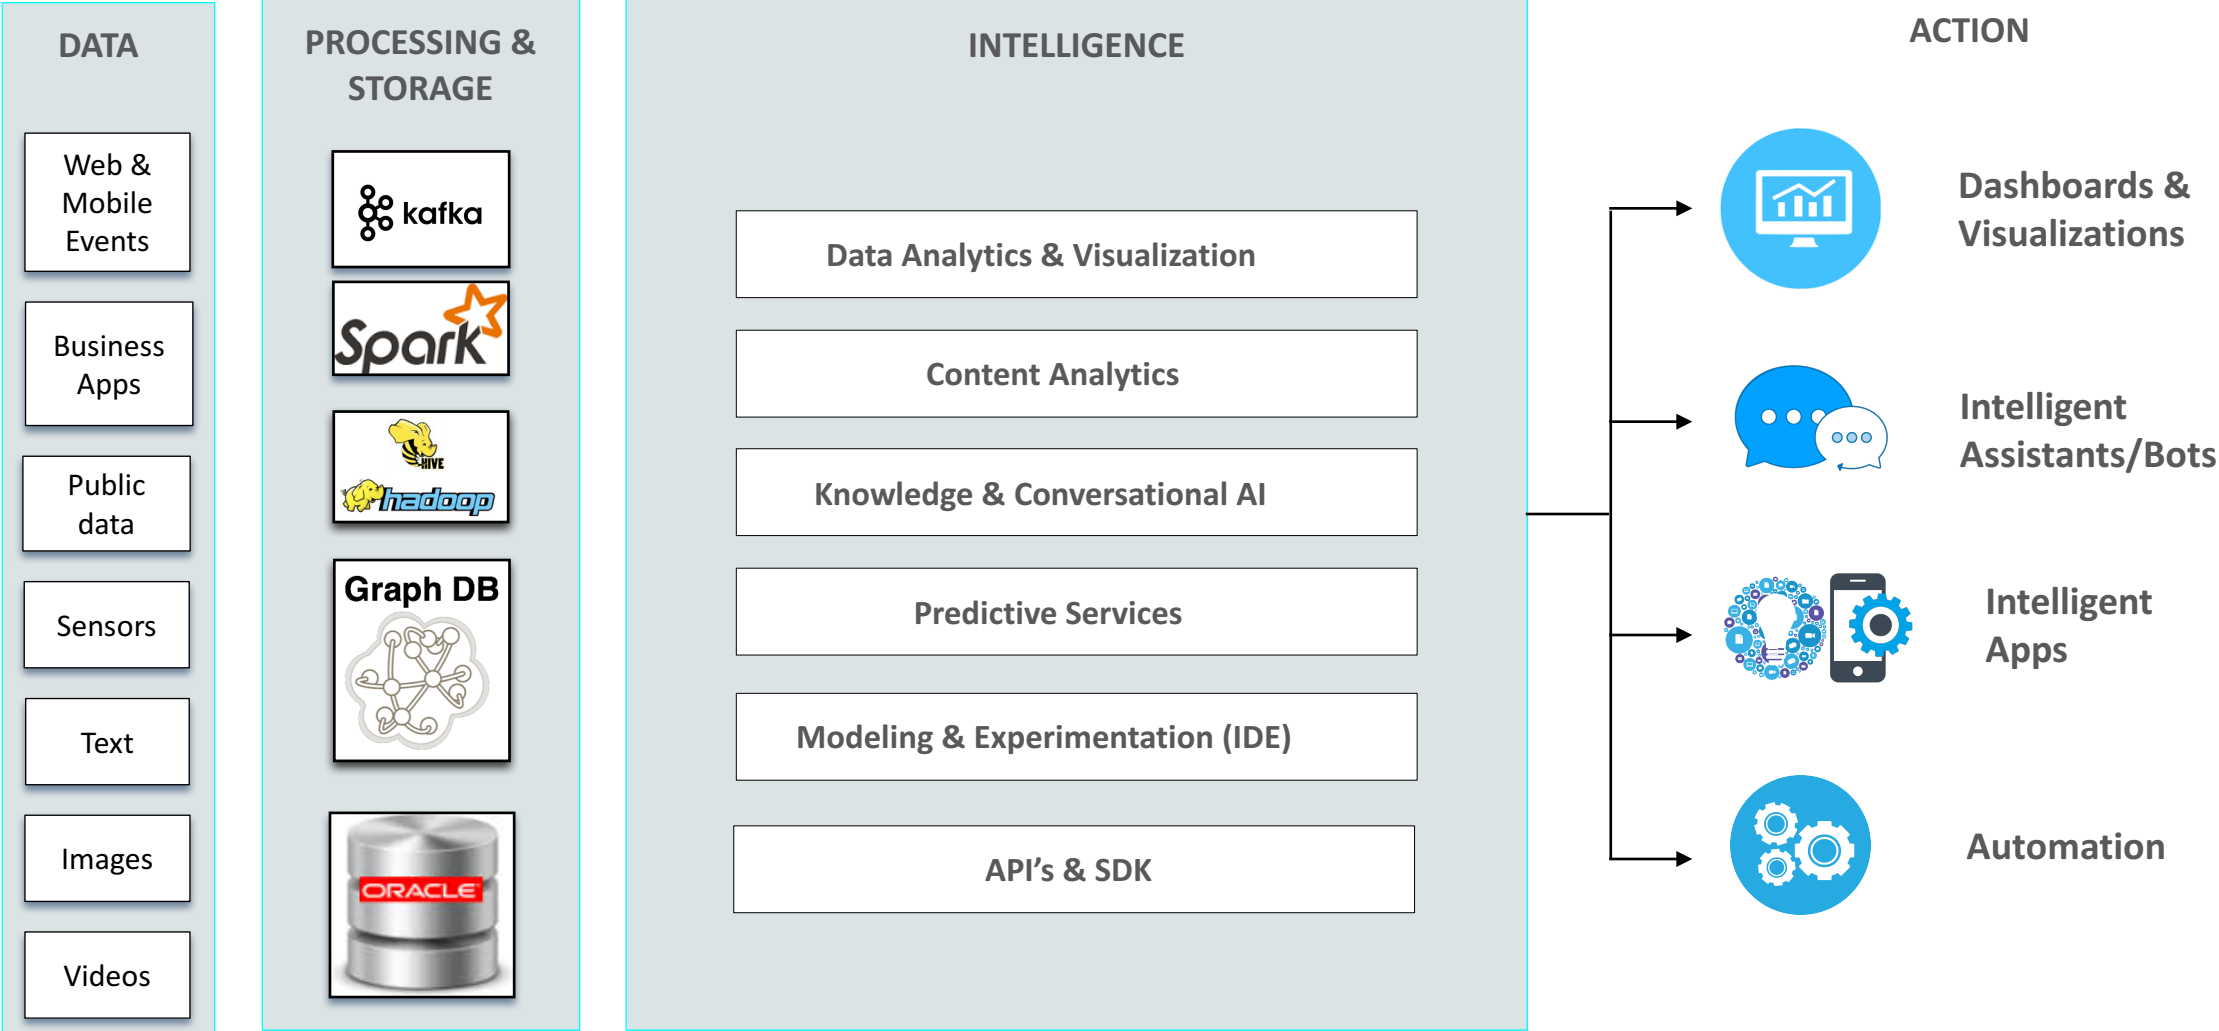 DATA
Web &
Mobile
Events
Business
Apps
Public
data
Sensors
Text
Images
Videos
PROCESSING &
STORAGE
kafka
Spark
HIVE
hadoop
Graph DB
ORACLE
INTELLIGENCE
Data Analytics & Visualization
Content Analytics
Knowledge & Conversational AI
Predictive Services
Modeling & Experimentation (IDE)
API’s & SDK
ACTION
Dashboards &
Visualizations
Intelligent
Assistants/Bots
Intelligent
Apps
Automation